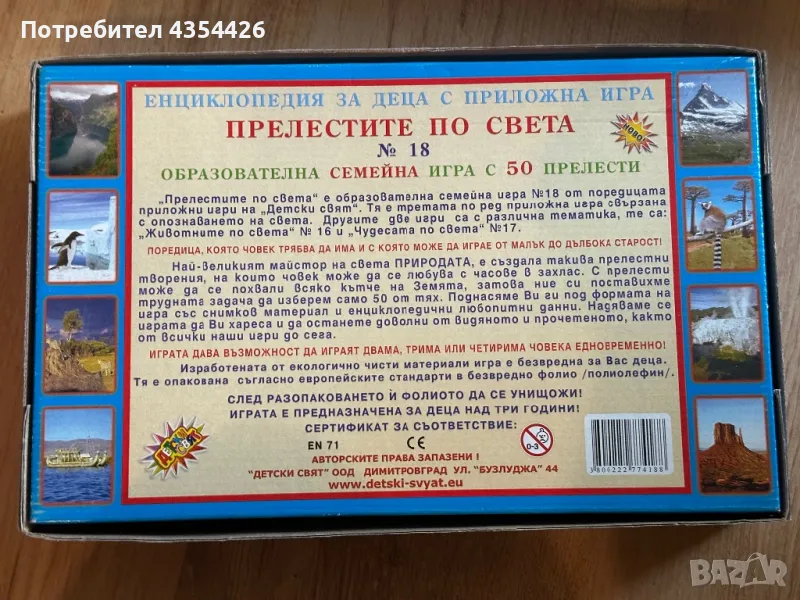 Потребител 4354426
ЕНЦИКЛОПЕДИЯ ЗА ДЕЦА С ПРИЛОЖНА ИГРА
ПРЕЛЕСТИТЕ ПО СВЕТА
НОВО!
№ 18
ОБРАЗОВАТЕЛНА СЕМЕЙНА ИГРА С 50 ПРЕЛЕСТИ
„Прелестите по света“ е образователна семейна игра №18 от поредицата
приложни игри на „Детски свят“. Тя е третата по ред приложна игра свързана
с опознаването на света. Другите две игри са с различна тематика, те са:
„Животните по света“ № 16 и „Чудесата по света“ №17.
ПОРЕДИЦА, КОЯТО ЧОВЕК ТРЯБВА ДА ИМА И С КОЯТО МОЖЕ ДА ИГРАЕ ОТ МАЛЪК ДО ДЪЛБОКА СТАРОСТ!
Най-великият майстор на света ПРИРОДАТА, е създала такива прелестни
творения, на които човек може да се любува с часове в захлас. С прелести
може да се похвали всяко кътче на Земята, затова ние си поставихме
трудната задача да изберем само 50 от тях. Поднасяме Ви ги под формата на
игра със снимков материал и енциклопедични любопитни данни. Надяваме се
играта да Ви хареса и да останете доволни от видяното и прочетеното, както
от всички наши игри до сега.
ИГРАТА ДАВА ВЪЗМОЖНОСТ ДА ИГРАЯТ ДВАМА, ТРИМА ИЛИ ЧЕТИРИМА ЧОВЕКА ЕДНОВРЕМЕННО!
Изработената от екологично чисти материали игра е безвредна за Вас деца.
Тя е опакована съгласно европейските стандарти в безвредно фолио /полиолефин/.
СЛЕД РАЗОПАКОВАНЕТО Ѝ ФОЛИОТО ДА СЕ УНИЩОЖИ!
ИГРАТА Е ПРЕДНАЗНАЧЕНА ЗА ДЕЦА НАД ТРИ ГОДИНИ!
СЕРТИФИКАТ ЗА СЪОТВЕТСТВИЕ:
EN 71 CE 0-3
АВТОРСКИТЕ ПРАВА ЗАПАЗЕНИ !
"ДЕТСКИ СВЯТ" ООД ДИМИТРОВГРАД УЛ. "БУЗЛУДЖА" 44
www.detski-svyat.eu
ДЕТСКИ СВЯТ
3800222774188
BAZAR